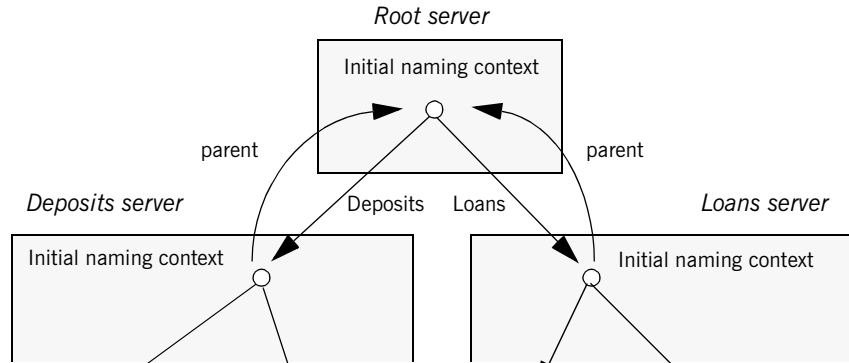 Root server
Initial naming context
parent
parent
Deposits server
Deposits
Loans
Loans server
Initial naming context
Initial naming context